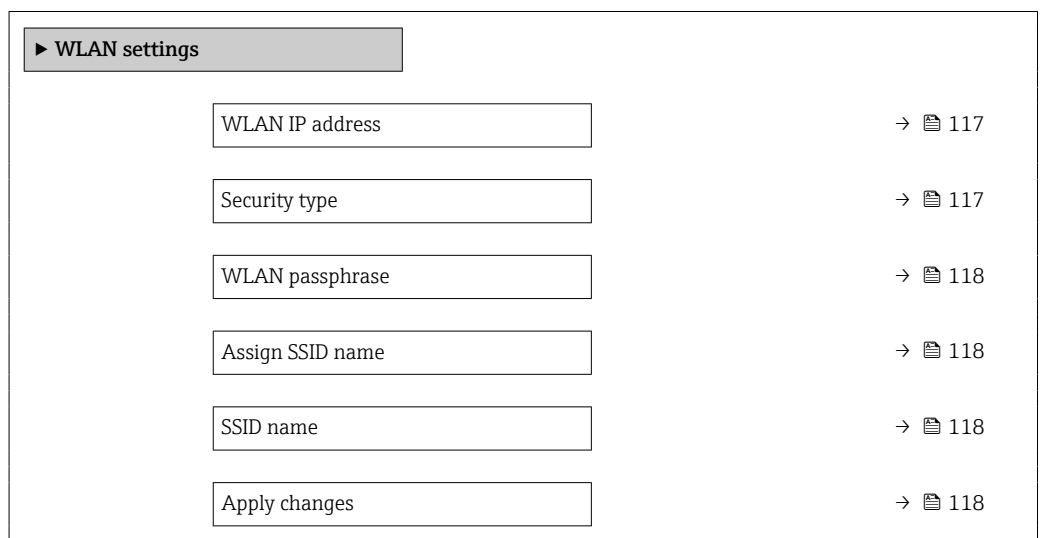 ▶ WLAN settings
WLAN IP address → 117
Security type → 117
WLAN passphrase → 118
Assign SSID name → 118
SSID name → 118
Apply changes → 118